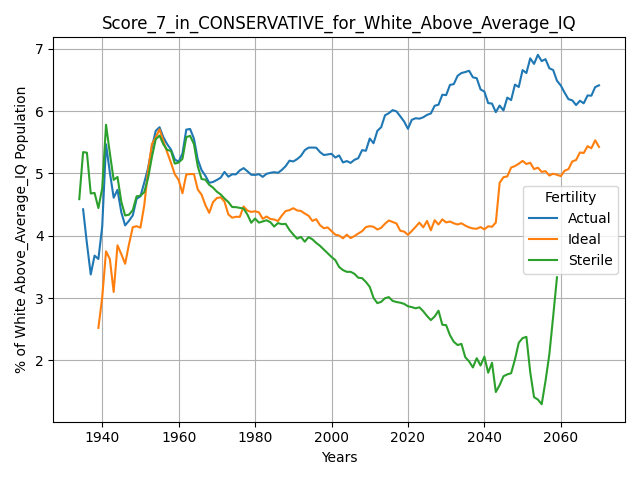 Score_7_in_CONSERVATIVE_for_White_Above_Average_IQ
% of White Above_Average_IQ Population
7
6
5
4
3
2
Fertility
Actual
Ideal
Sterile
1940
1960
1980
2000
2020
2040
2060
Years